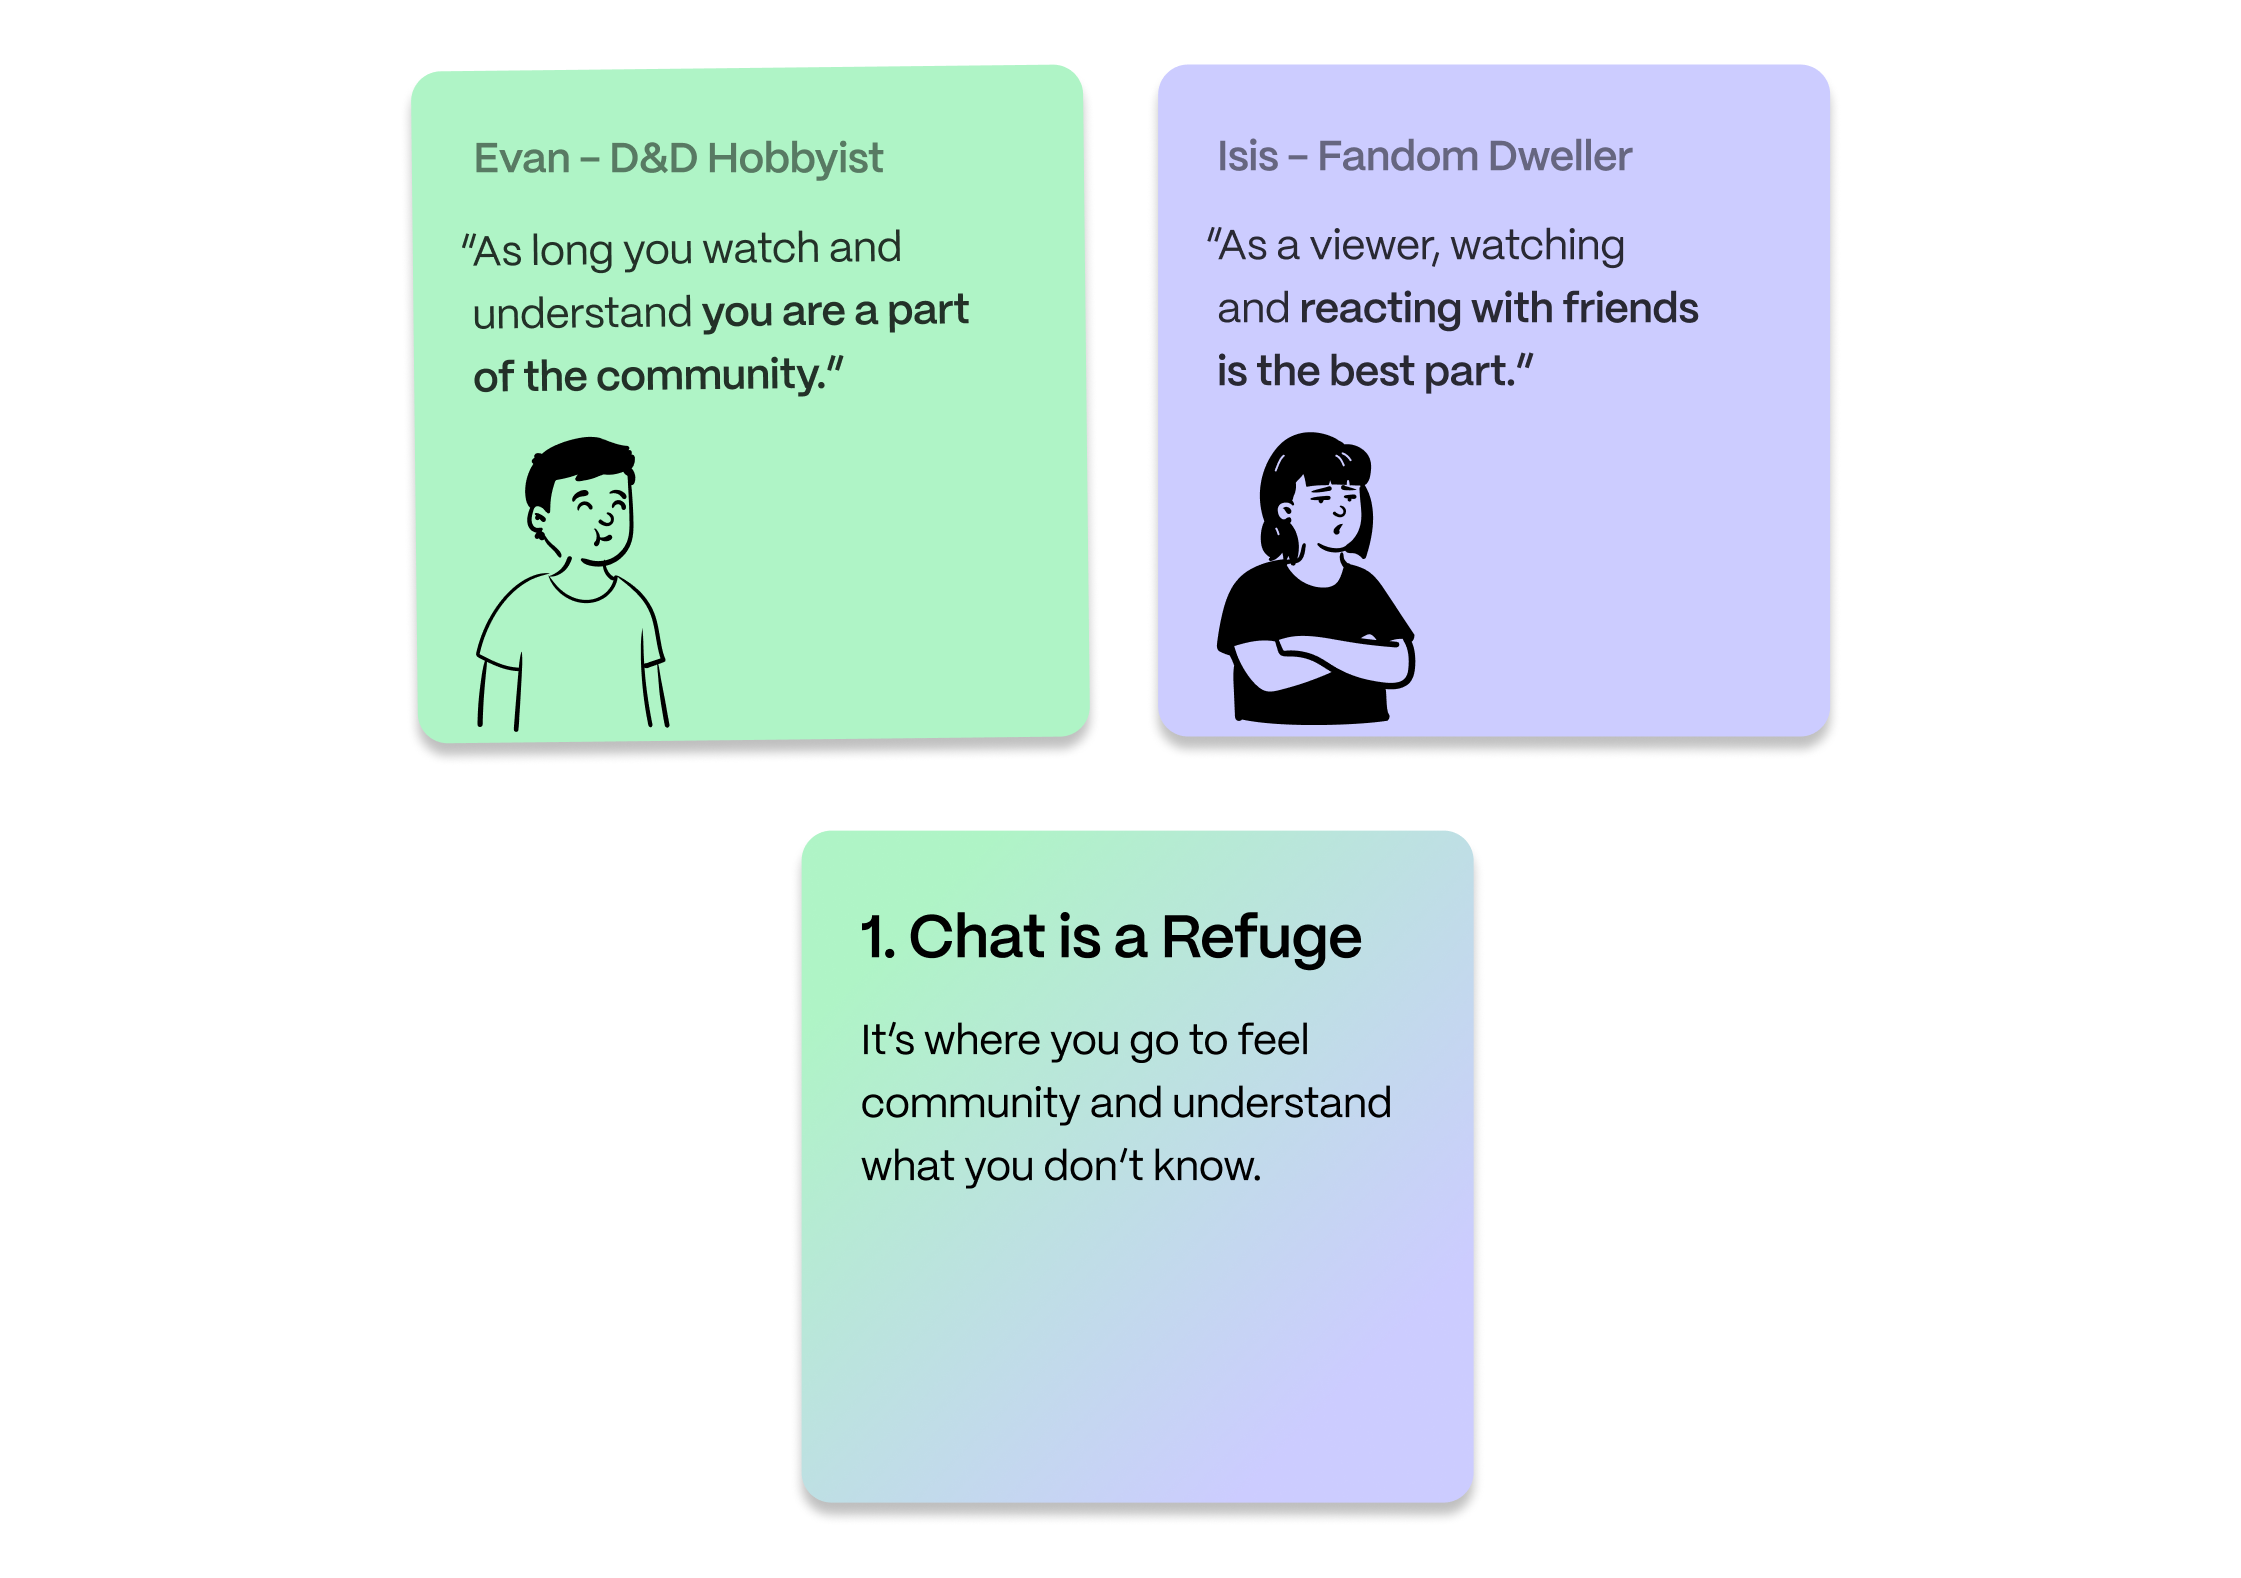 Evan – D&D Hobbyist
"As long you watch and
understand you are a part
of the community."
Isis – Fandom Dweller
"As a viewer, watching
and reacting with friends
is the best part."
1. Chat is a Refuge
It's where you go to feel
community and understand
what you don't know.